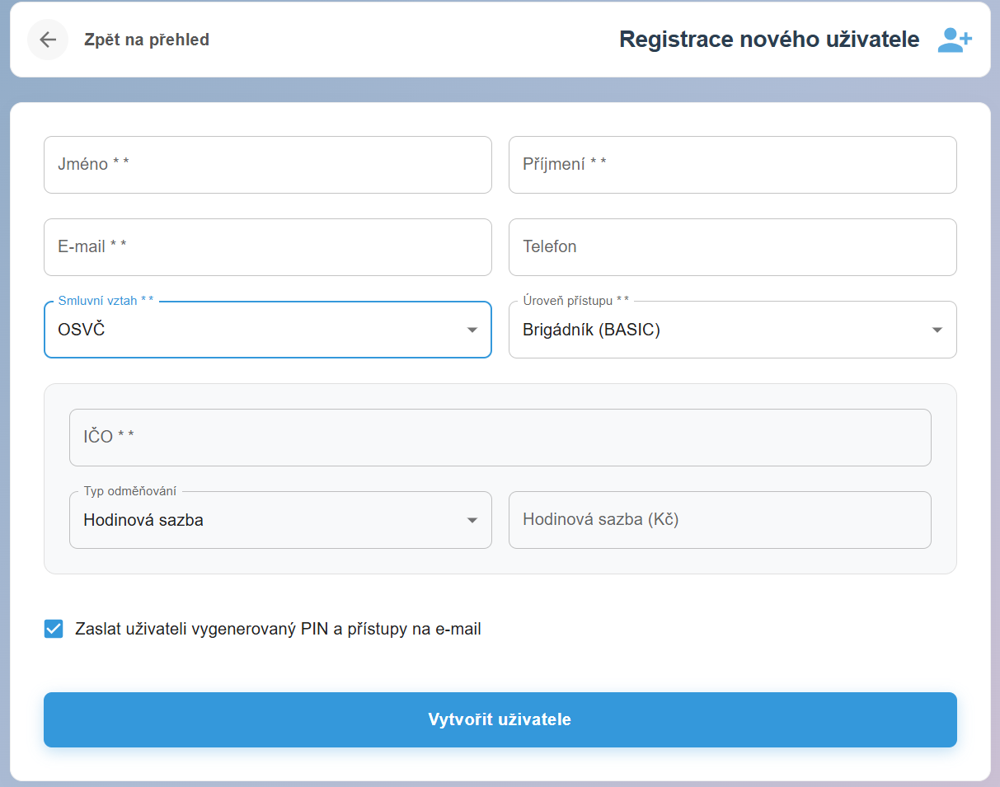 Zpět na přehled
Registrace nového uživatele
Jméno * *
Příjmení * *
E-mail * *
Telefon
Smluvní vztah * *
OSVČ
Úroveň přístupu * *
Brigádník (BASIC)
IČO * *
Typ odměňování
Hodinová sazba
Hodinová sazba (Kč)
Zaslat uživateli vygenerovaný PIN a přístupy na e-mail
Vytvořit uživatele